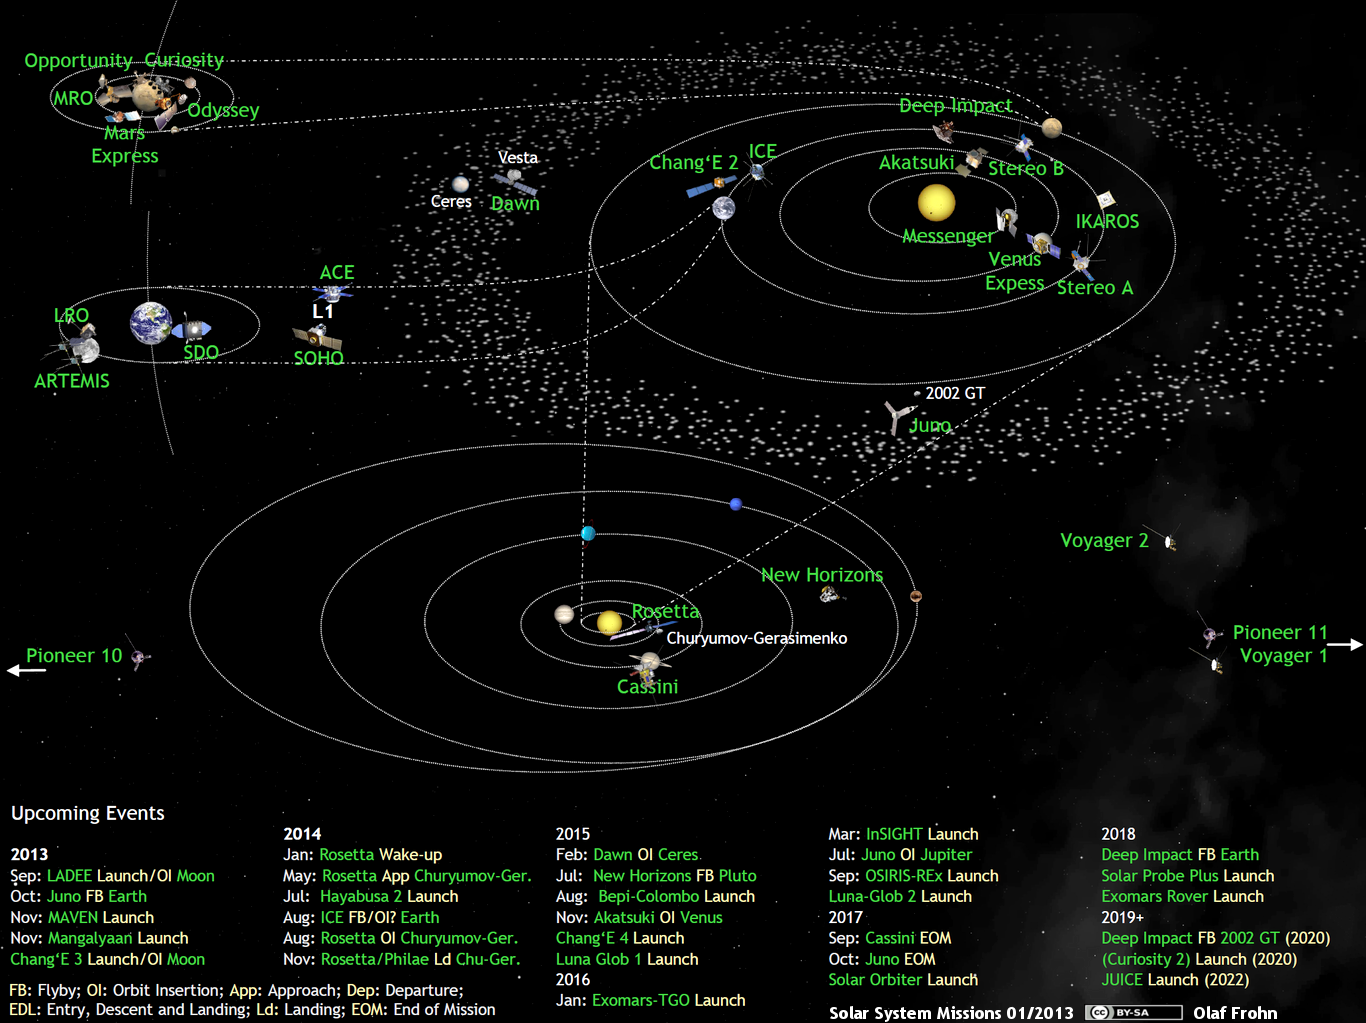 Opportunity Curiosity
MRO
Odyssey
Mars
Express
Deep Impact
Chang‘E 2
ICE
Akatsuki
Stereo B
Vesta
Ceres
Dawn
IKAROS
Messenger
Venus
Expess
Stereo A
ACE
L1
SOHO
LRO
SDO
ARTEMIS
2002 GT
Juno
Voyager 2
New Horizons
Rosetta
Churyumov-Gerasimenko
Cassini
Pioneer 10
Pioneer 11
Voyager 1
Upcoming Events
2013
Sep: LADEE Launch/OI Moon
Oct: Juno FB Earth
Nov: MAVEN Launch
Nov: Mangalyaan Launch
Chang‘E 3 Launch/OI Moon
2014
Jan: Rosetta Wake-up
May: Rosetta App Churyumov-Ger.
Jul: Hayabusa 2 Launch
Aug: ICE FB/OI? Earth
Aug: Rosetta OI Churyumov-Ger.
Nov: Rosetta/Philae Ld Chu-Ger.
2015
Feb: Dawn OI Ceres
Jul: New Horizons FB Pluto
Aug: Bepi-Colombo Launch
Nov: Akatsuki OI Venus
Chang‘E 4 Launch
Luna Glob 1 Launch
2016
Jan: Exomars-TGO Launch
Mar: InSIGHT Launch
Jul: Juno OI Jupiter
Sep: OSIRIS-REx Launch
Luna-Glob 2 Launch
2017
Sep: Cassini EOM
Oct: Juno EOM
Solar Orbiter Launch
2018
Deep Impact FB Earth
Solar Probe Plus Launch
Exomars Rover Launch
2019+
Deep Impact FB 2002 GT (2020)
(Curiosity 2) Launch (2020)
JUICE Launch (2022)
FB: Flyby; OI: Orbit Insertion; App: Approach; Dep: Departure;
EDL: Entry, Descent and Landing; Ld: Landing; EOM: End of Mission
Solar System Missions 01/2013 cc BY-SA Olaf Frohn